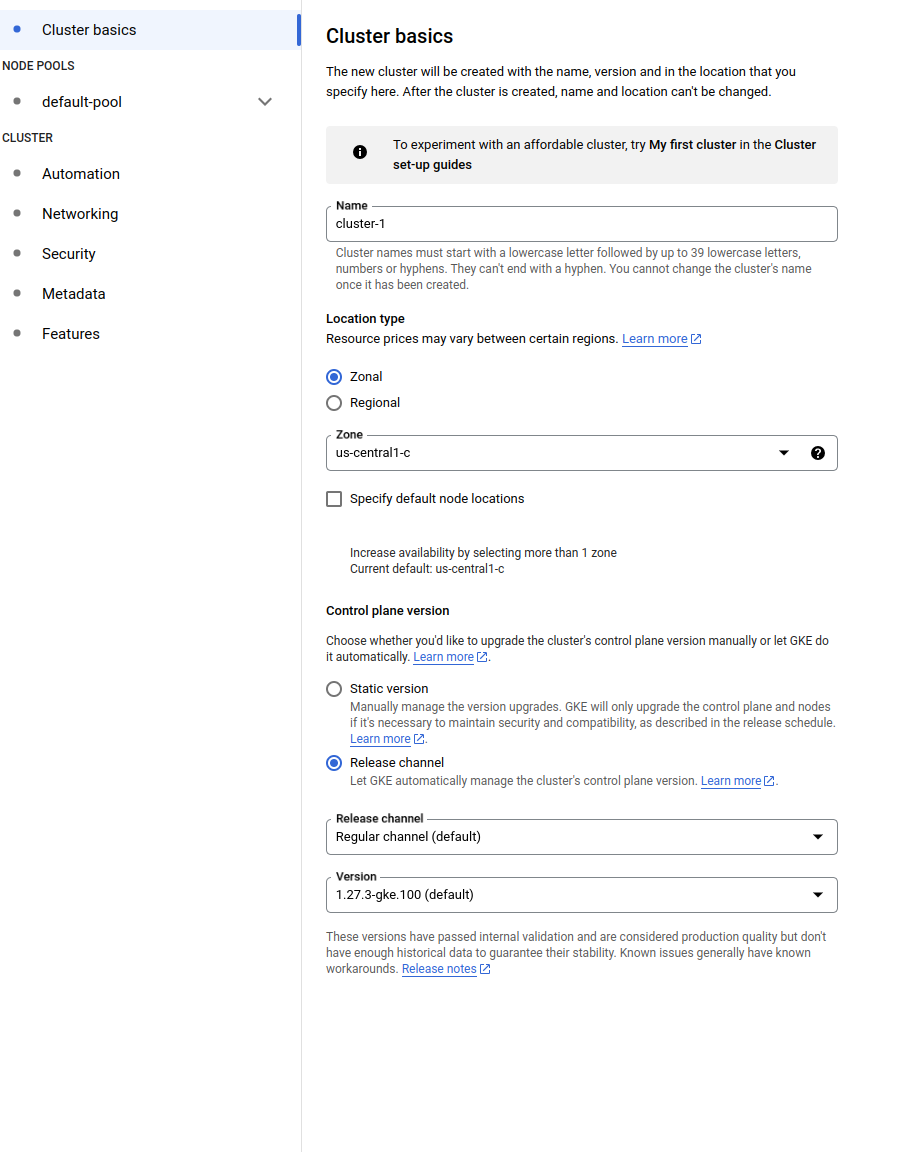 Cluster basics
NODE POOLS
default-pool
CLUSTER
Automation
Networking
Security
Metadata
Features
Cluster basics
The new cluster will be created with the name, version and in the location that you
specify here. After the cluster is created, name and location can't be changed.
To experiment with an affordable cluster, try My first cluster in the Cluster
set-up guides
Name
cluster-1
Cluster names must start with a lowercase letter followed by up to 39 lowercase letters,
numbers or hyphens. They can't end with a hyphen. You cannot change the cluster's name
once it has been created.
Location type
Resource prices may vary between certain regions. Learn more
Zonal
Regional
Zone
us-central1-c
Specify default node locations
Increase availability by selecting more than 1 zone
Current default: us-central1-c
Control plane version
Choose whether you'd like to upgrade the cluster's control plane version manually or let GKE do
it automatically. Learn more.
Static version
Manually manage the version upgrades. GKE will only upgrade the control plane and nodes
if it's necessary to maintain security and compatibility, as described in the release schedule.
Learn more.
Release channel
Let GKE automatically manage the cluster's control plane version. Learn more.
Release channel
Regular channel (default)
Version
1.27.3-gke.100 (default)
These versions have passed internal validation and are considered production quality but don't
have enough historical data to guarantee their stability. Known issues generally have known
workarounds. Release notes